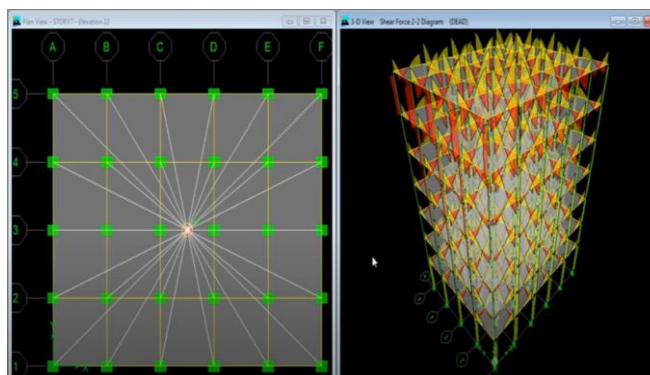 Plan View - STORY7 - Elevation 22
3-D View Shear Force 2-2 Diagram (DEAD)
A B C D E F
5
4
3
2
1
X